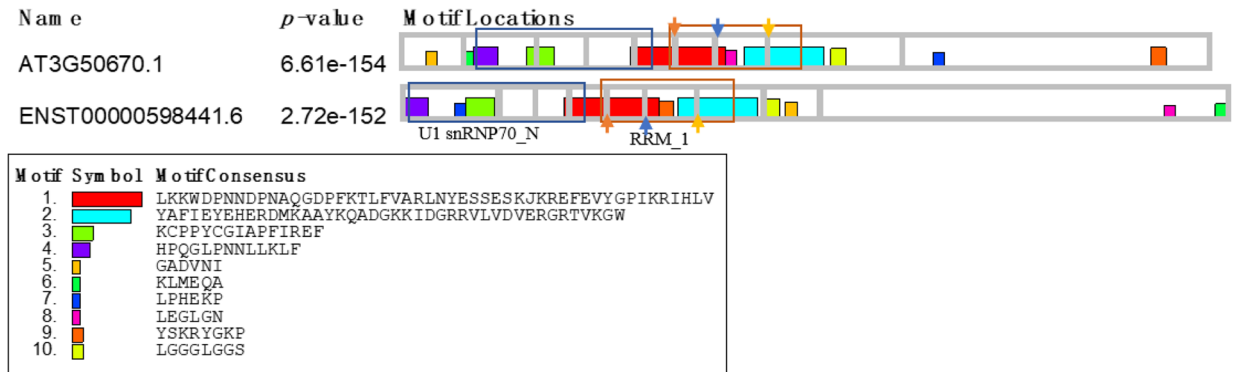 Name p-value Motif Locations
AT3G50670.1 6.61e-154
ENST00000598441.6 2.72e-152
U1 snRNP70_N RRM_1
Motif Symbol Motif Consensus
1. LKKWDPNNDPNAQGDPFKTLFVARLNYESSESKJKREFEVYGPIKRIHLV
2. YAFIEYEHERDMKAAYKQADGKKIDGRRVLVDVERGRTVKGW
3. KCPPYCGIAPFIREF
4. HPQGLPNNLLKLF
5. GADVNI
6. KLMEQA
7. LPHEKP
8. LEGLGN
9. YSKRYGKP
10. LGGGLGGS